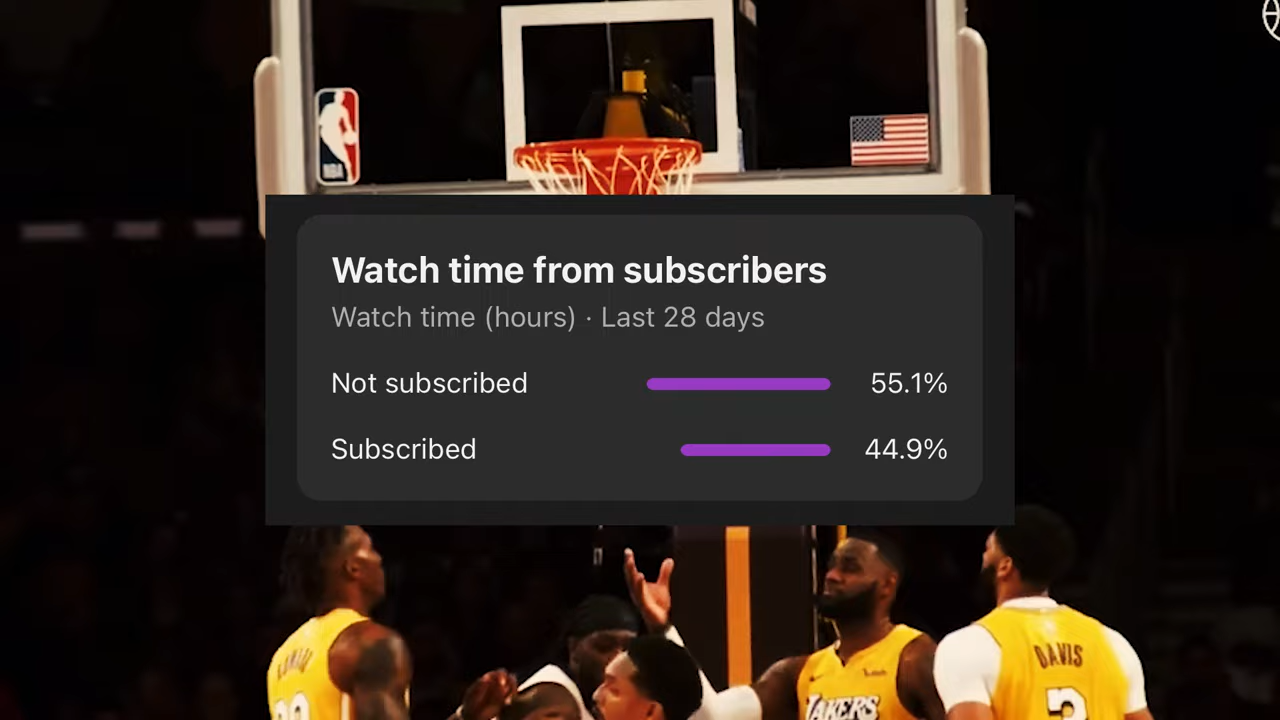 NBA
Watch time from subscribers
Watch time (hours) · Last 28 days
Not subscribed 55.1%
Subscribed 44.9%
DAVIS
LAKERS
3